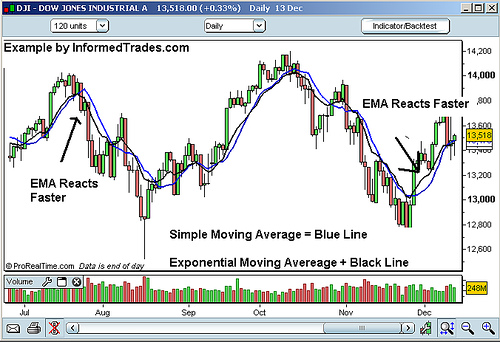 DJI - DOW JONES INDUSTRIAL A 13,518.00 (+0.33%) Daily 13 Dec
120 units Daily Indicator/Backtest
Example by InformedTrades.com
14,200
14,000
13,800
EMA Reacts Faster
13,600
13,518
EMA Reacts
Faster
13,200
13,000
12,800
Simple Moving Average = Blue Line
12,600
Exponential Moving Avereage + Black Line
© ProRealTime.com Data is end of day
Volume
248M
Jul Aug Sep Oct Nov Dec